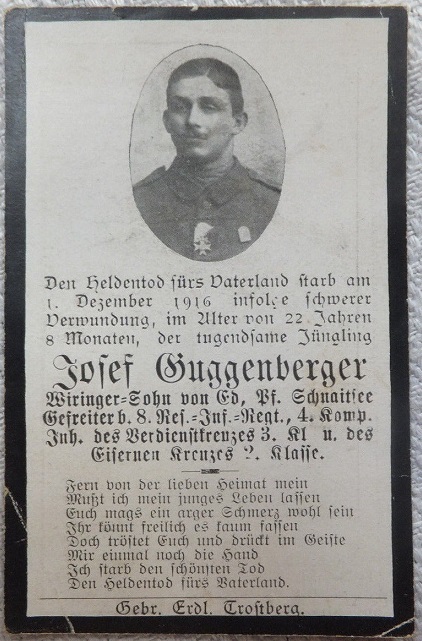 Den Heldentod fürs Vaterland starb am
1. Dezember 1916 infolge schwerer
Verwundung, im Alter von 22 Jahren
8 Monaten, der tugendsame Jüngling
Josef Guggenberger
Wiringer-Sohn von Ed, Pf. Schnaitsee
Gefreiter b. 8. Res.-Inf.-Regt., 4. Komp.
Inh. des Verdienstkreuzes 3. Kl u. des
Eisernen Kreuzes 2. Klasse.
Fern von der lieben Heimat mein
Mußt ich mein junges Leben lassen
Euch mags ein arger Schmerz wohl sein
Ihr könnt freilich es kaum fassen
Doch tröstet Euch und drückt im Geiste
Mir einmal noch die Hand
Ich starb den schönsten Tod
Den Heldentod fürs Vaterland.
Gebr. Erdl. Trostberg.